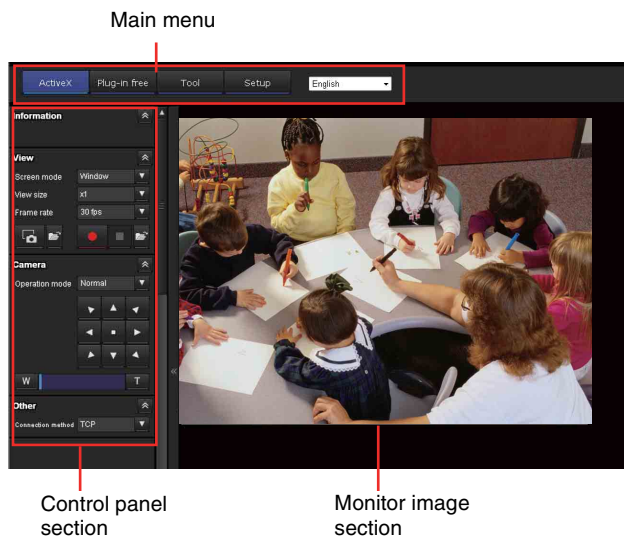 Main menu
ActiveX Plug-in free Tool Setup English
Information
View
Screen mode Window
View size x1
Frame rate 30 fps
Camera
Operation mode Normal
W T
Other
Connection method TCP
Control panel
section
Monitor image
section